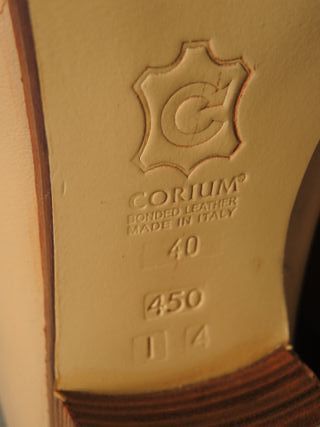 C
CORIUM®
BONDED LEATHER
MADE IN ITALY
40
450
1 4